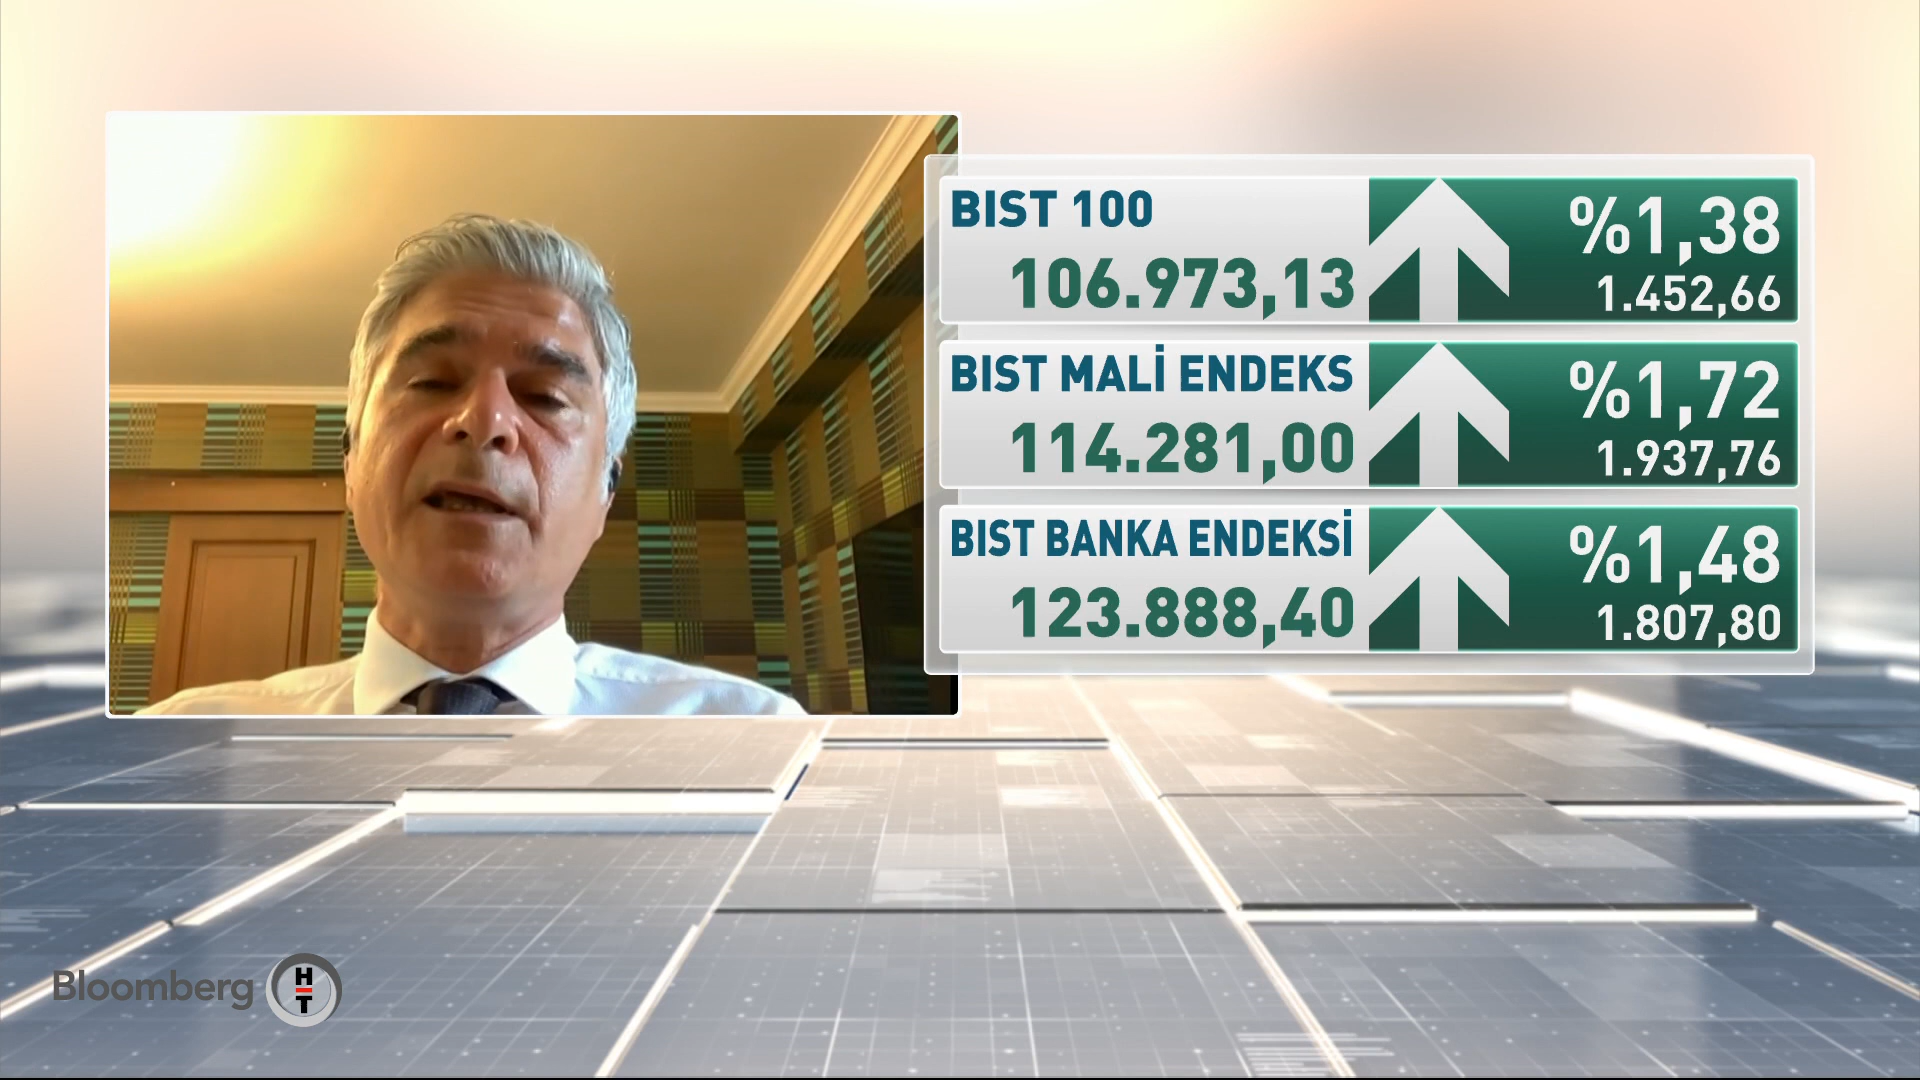 BIST 100
%1,38
106.973,13
1.452,66
BIST MALİ ENDEKS
%1,72
114.281,00
1.937,76
BIST BANKA ENDEKSİ
%1,48
123.888,40
1.807,80
Bloomberg HT